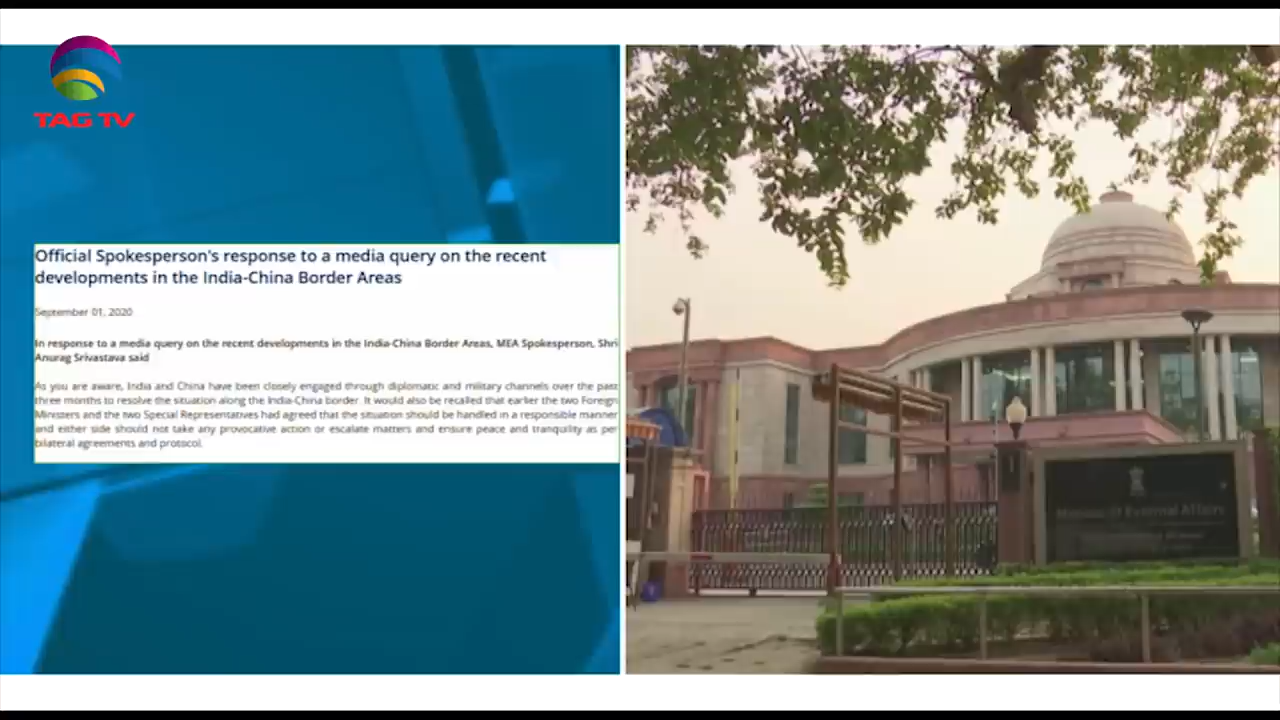 TAG TV
Official Spokesperson's response to a media query on the recent
developments in the India-China Border Areas
September 01, 2020
In response to a media query on the recent developments in the India-China Border Areas, MEA Spokesperson, Shri
Anurag Srivastava said
As you are aware, India and China have been closely engaged through diplomatic and military channels over the past
three months to resolve the situation along the India-China border. It would also be recalled that earlier the two Foreign
Ministers and the two Special Representatives had agreed that the situation should be handled in a responsible manner
and either side should not take any provocative action or escalate matters and ensure peace and tranquility as per
bilateral agreements and protocol.
Ministry of External Affairs